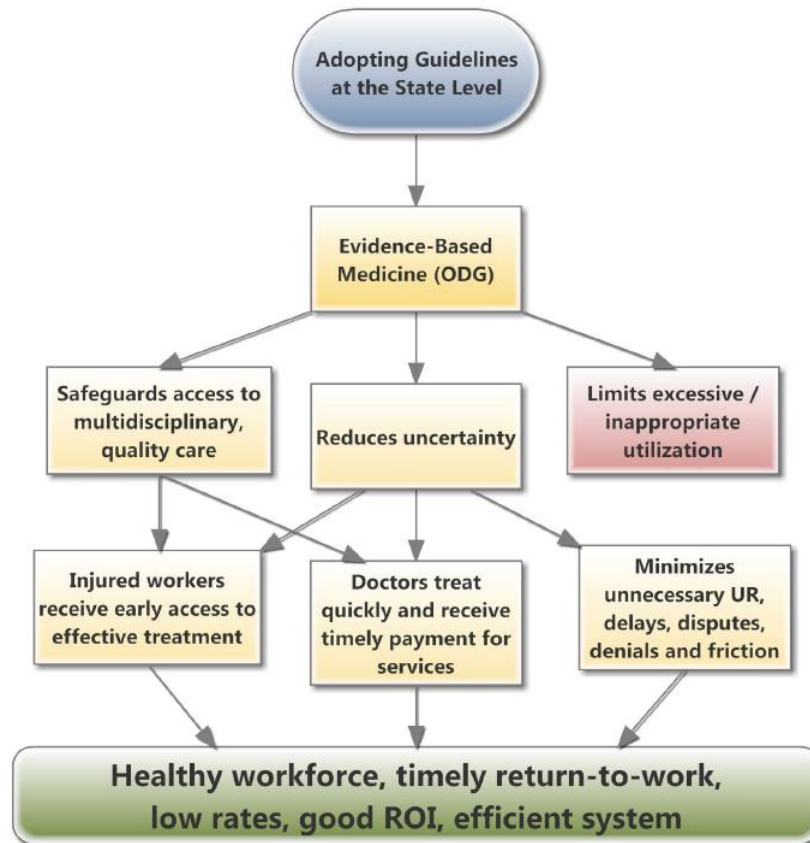 Adopting Guidelines
at the State Level
Evidence-Based
Medicine (ODG)
Safeguards access to
multidisciplinary,
quality care
Reduces uncertainty
Limits excessive /
inappropriate
utilization
Injured workers
receive early access to
effective treatment
Doctors treat
quickly and receive
timely payment for
services
Minimizes
unnecessary UR,
delays, disputes,
denials and friction
Healthy workforce, timely return-to-work,
low rates, good ROI, efficient system